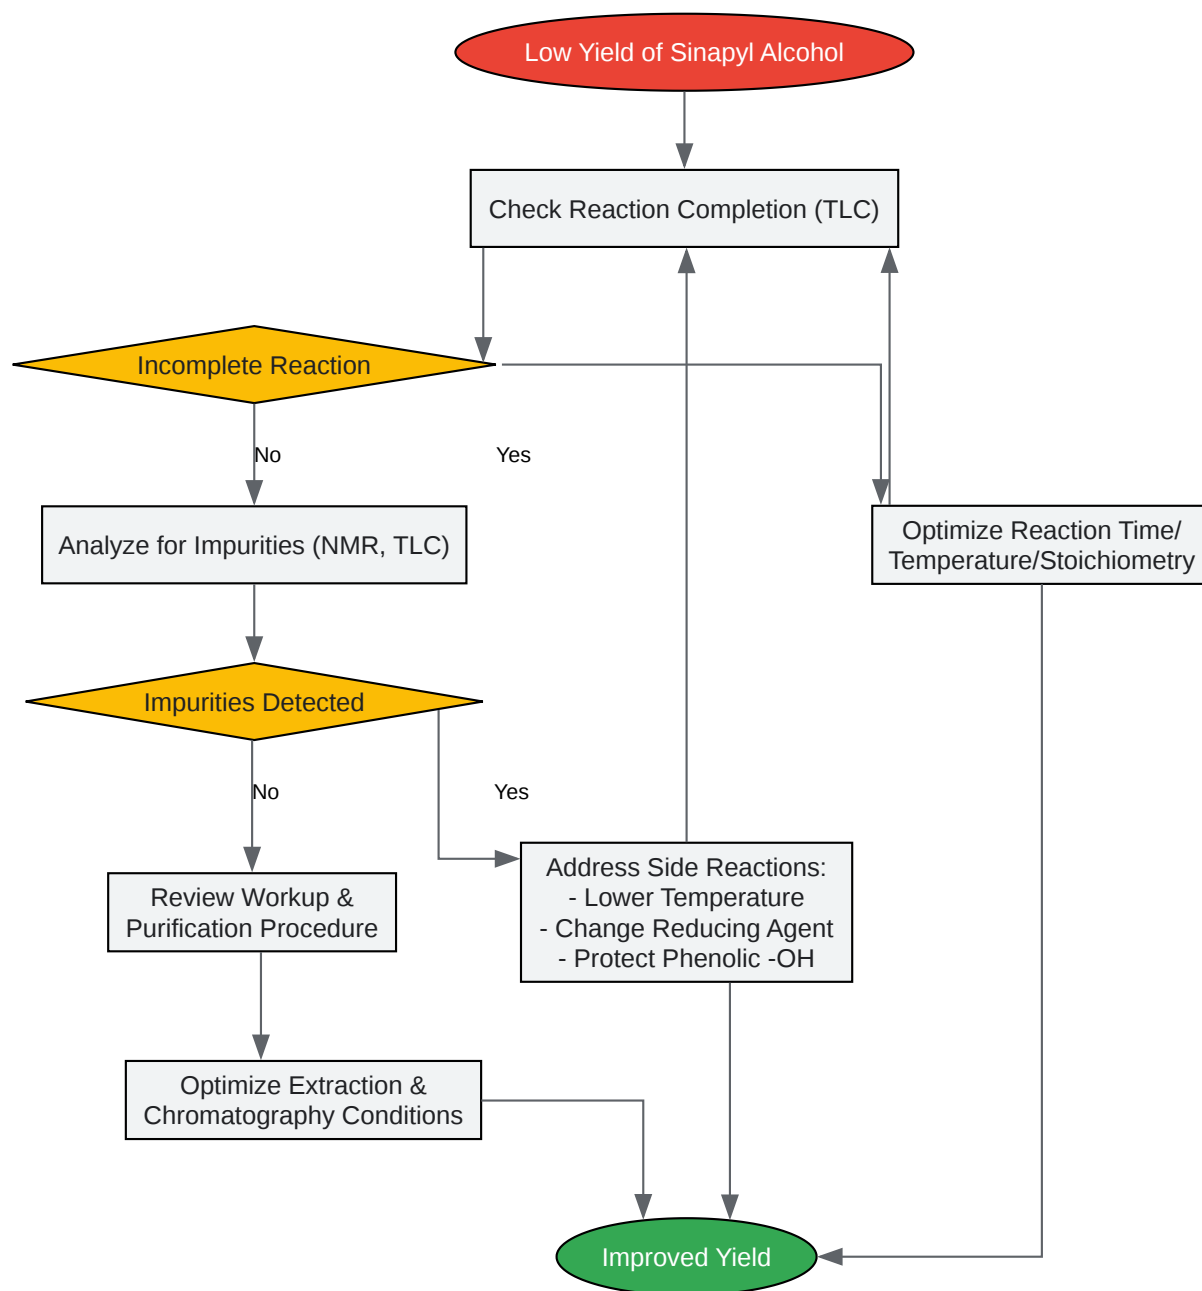 Low Yield of Sinapyl Alcohol
Check Reaction Completion (TLC)
Incomplete Reaction
No
Yes
Analyze for Impurities (NMR, TLC)
Optimize Reaction Time/
Temperature/Stoichiometry
Impurities Detected
No
Yes
Address Side Reactions:
- Lower Temperature
- Change Reducing Agent
- Protect Phenolic -OH
Review Workup &
Purification Procedure
Optimize Extraction &
Chromatography Conditions
Improved Yield